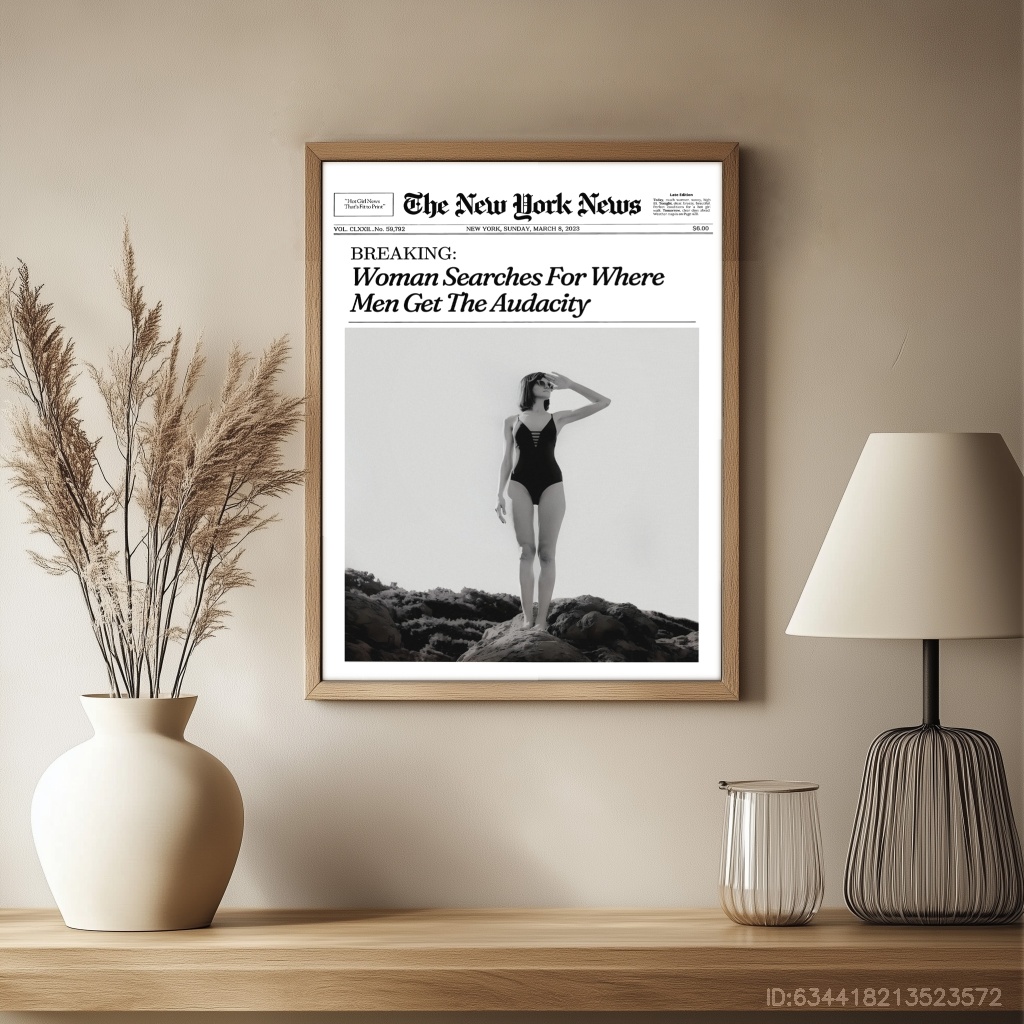 "Hot Girl News
That's Fit to Print"
The New York News
Late Edition
VOL. CLXXII..No. 59,792
NEW YORK, SUNDAY, MARCH 8, 2023
$6.00
BREAKING:
Woman Searches For Where
Men Get The Audacity
ID:634418213523572